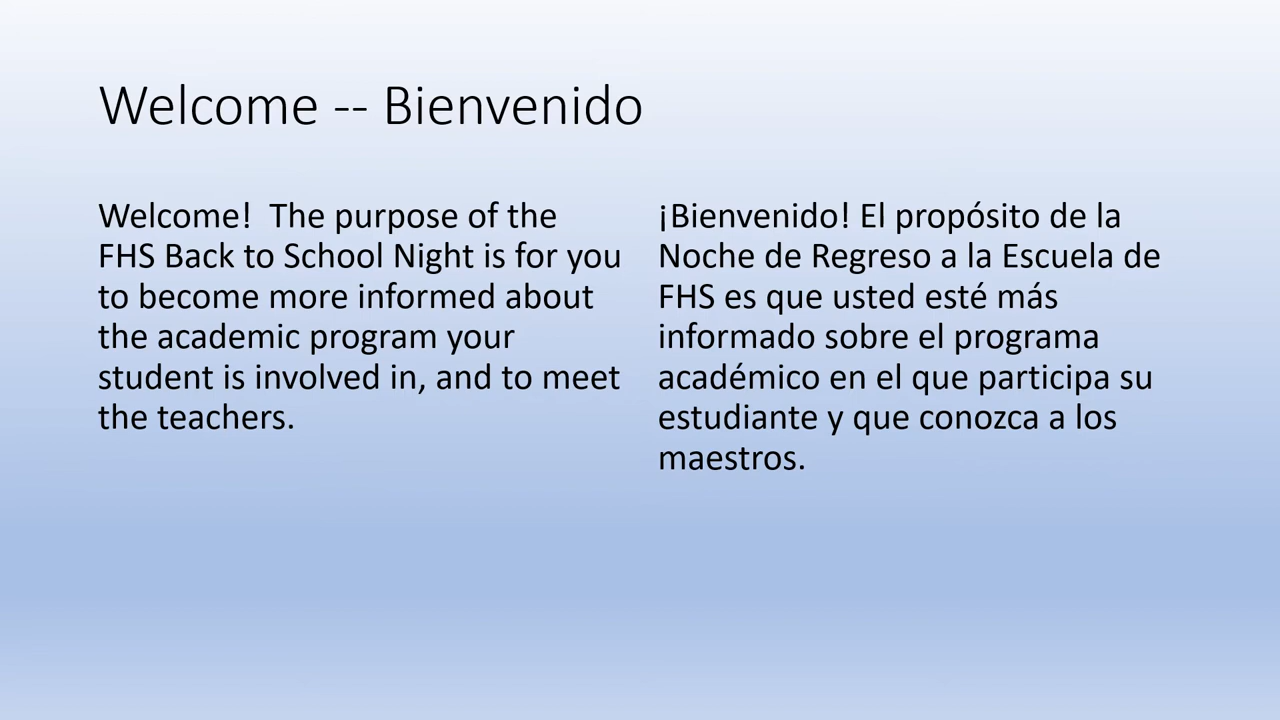 Welcome -- Bienvenido
Welcome!  The purpose of the
FHS Back to School Night is for you
to become more informed about
the academic program your
student is involved in, and to meet
the teachers.
¡Bienvenido! El propósito de la
Noche de Regreso a la Escuela de
FHS es que usted esté más
informado sobre el programa
académico en el que participa su
estudiante y que conozca a los
maestros.